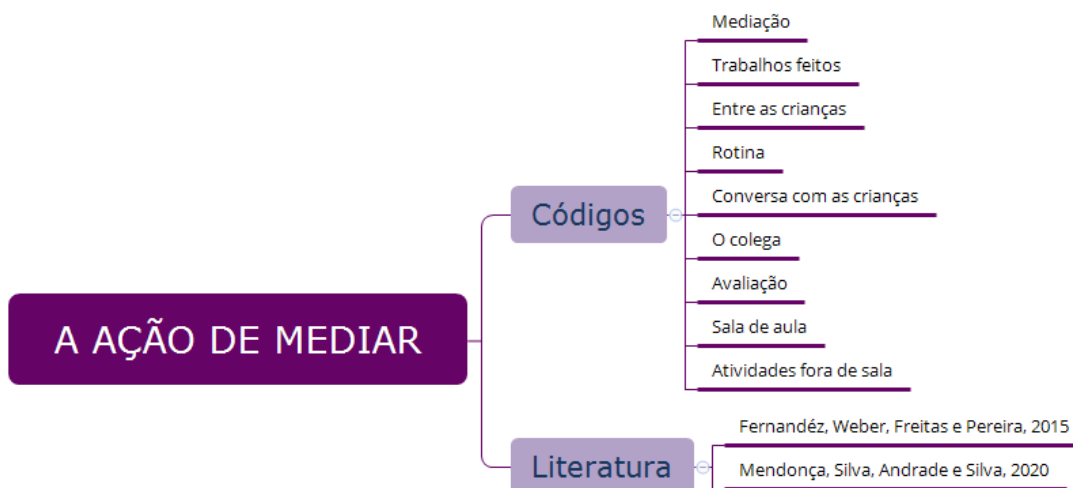 A AÇÃO DE MEDIAR
Códigos
Mediação
Trabalhos feitos
Entre as crianças
Rotina
Conversa com as crianças
O colega
Avaliação
Sala de aula
Atividades fora de sala
Literatura
Fernandéz, Weber, Freitas e Pereira, 2015
Mendonça, Silva, Andrade e Silva, 2020